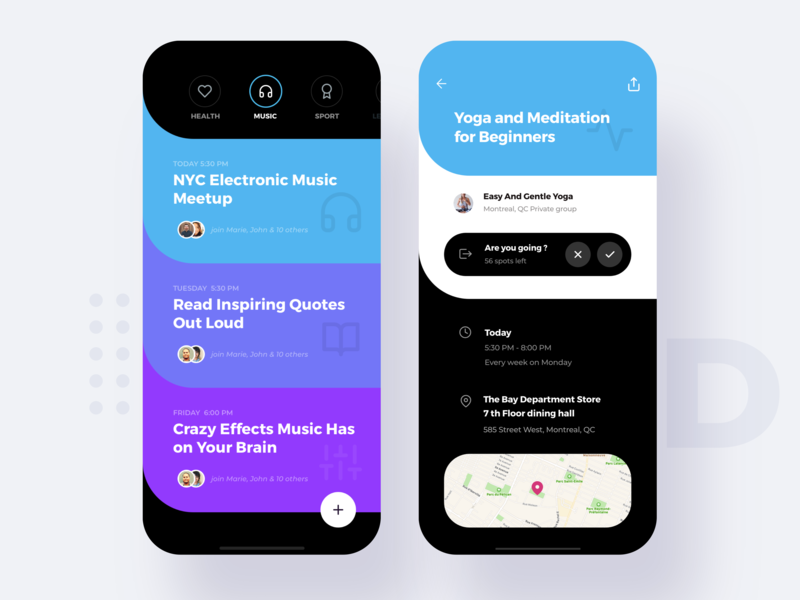 HEALTH
MUSIC
SPORT
TODAY 5:30 PM
NYC Electronic Music
Meetup
join Marie, John & 10 others
TUESDAY 5:30 PM
Read Inspiring Quotes
Out Loud
join Marie, John & 10 others
FRIDAY 6:00 PM
Crazy Effects Music Has
on Your Brain
join Marie, John & 10 others
Yoga and Meditation
for Beginners
Easy And Gentle Yoga
Montreal, QC Private group
Are you going ?
56 spots left
Today
5:30 PM - 8:00 PM
Every week on Monday
The Bay Department Store
7 th Floor dining hall
585 Street West, Montreal, QC
D